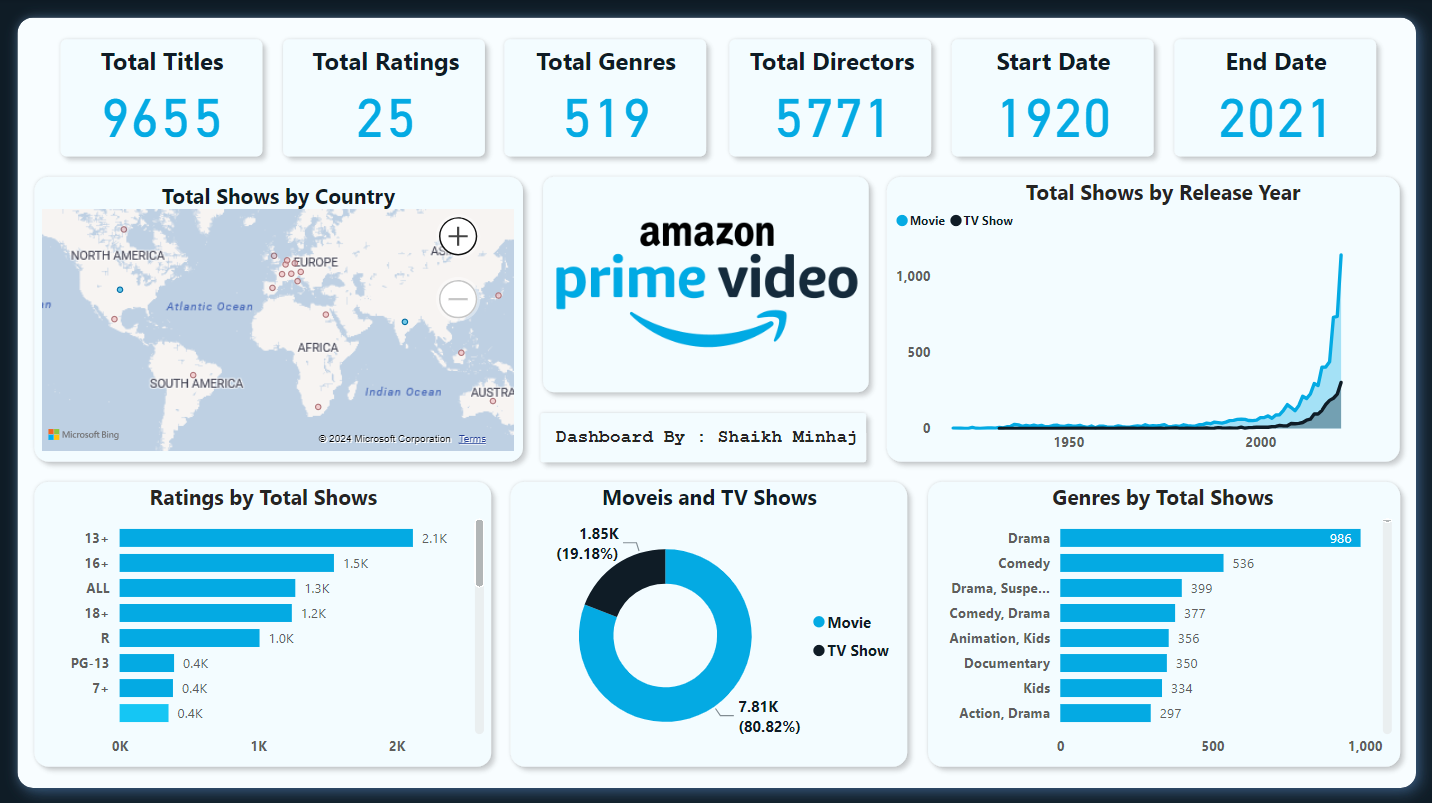 Total Titles
9655
Total Ratings
25
Total Genres
519
Total Directors
5771
Start Date
1920
End Date
2021
Total Shows by Country
NORTH AMERICA
EUROPE
AS
Atlantic Ocean
AFRICA
SOUTH AMERICA
Indian Ocean
AUSTRA
Microsoft Bing
© 2024 Microsoft Corporation Terms
amazon
prime video
Dashboard By : Shaikh Minhaj
Total Shows by Release Year
Movie TV Show
1,000
500
0
1950 2000
Ratings by Total Shows
13+ 2.1K
16+ 1.5K
ALL 1.3K
18+ 1.2K
R 1.0K
PG-13 0.4K
7+ 0.4K
0.4K
0K 1K 2K
Moveis and TV Shows
1.85K
(19.18%)
Movie
TV Show
7.81K
(80.82%)
Genres by Total Shows
Drama 986
Comedy 536
Drama, Suspe... 399
Comedy, Drama 377
Animation, Kids 356
Documentary 350
Kids 334
Action, Drama 297
0 500 1,000